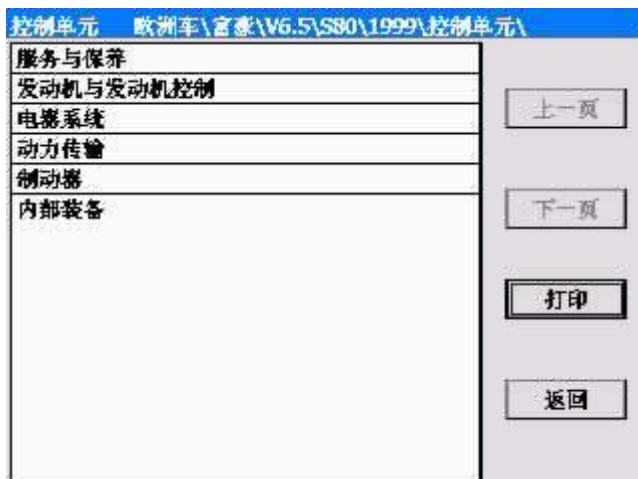 控制单元 欧洲车\富豪\V6.5\S80\1999\控制单元\
服务与保养
发动机与发动机控制
电器系统
动力传输
制动器
内部装备
上一页
下一页
打印
返回